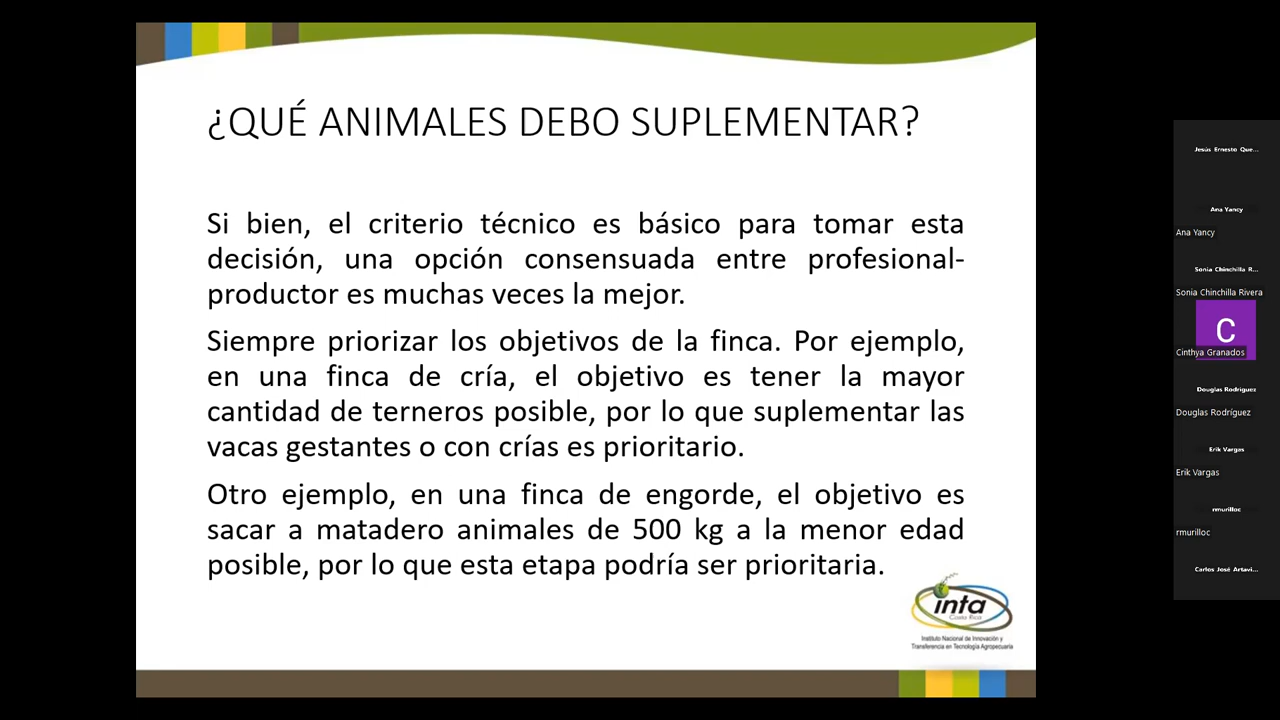 ¿QUÉ ANIMALES DEBO SUPLEMENTAR?
Si bien, el criterio técnico es básico para tomar esta
decisión, una opción consensuada entre profesional-
productor es muchas veces la mejor.
Siempre priorizar los objetivos de la finca. Por ejemplo,
en una finca de cría, el objetivo es tener la mayor
cantidad de terneros posible, por lo que suplementar las
vacas gestantes o con crías es prioritario.
Otro ejemplo, en una finca de engorde, el objetivo es
sacar a matadero animales de 500 kg a la menor edad
posible, por lo que esta etapa podría ser prioritaria.
inta
Costa Rica
Instituto Nacional de Innovación y
Transferencia en Tecnología Agropecuaria
Jesús Ernesto Que...
Ana Yancy
Ana Yancy
Sonia Chinchilla R...
Sonia Chinchilla Rivera
C
Cinthya Granados
Douglas Rodríguez
Douglas Rodríguez
Erik Vargas
Erik Vargas
rmurilloc
rmurilloc
Carlos José Artavi...